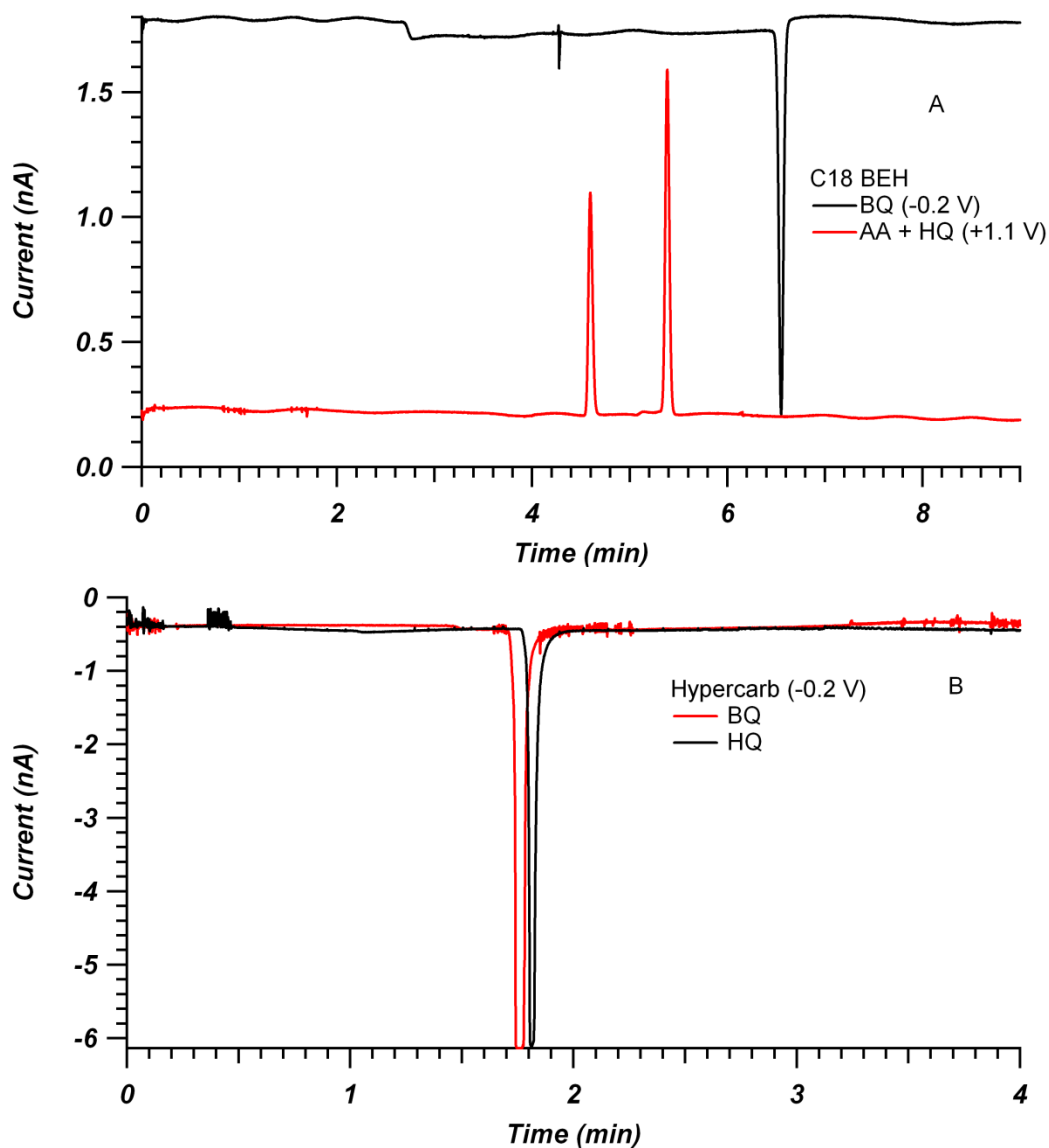 A
C18 BEH
BQ (-0.2 V)
AA + HQ (+1.1 V)
Current (nA)
1.5
1.0
0.5
0.0
0 2 4 6 8
Time (min)
B
Hypercarb (-0.2 V)
BQ
HQ
Current (nA)
0
-1
-2
-3
-4
-5
-6
0 1 2 3 4
Time (min)